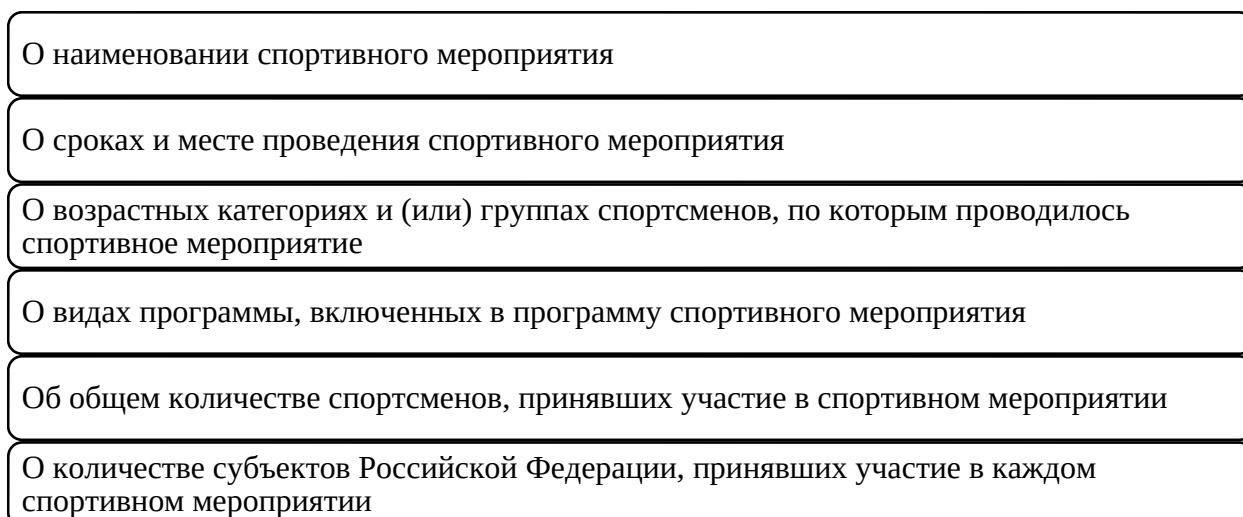 О наименовании спортивного мероприятия
О сроках и месте проведения спортивного мероприятия
О возрастных категориях и (или) группах спортсменов, по которым проводилось
спортивное мероприятие
О видах программы, включенных в программу спортивного мероприятия
Об общем количестве спортсменов, принявших участие в спортивном мероприятии
О количестве субъектов Российской Федерации, принявших участие в каждом
спортивном мероприятии